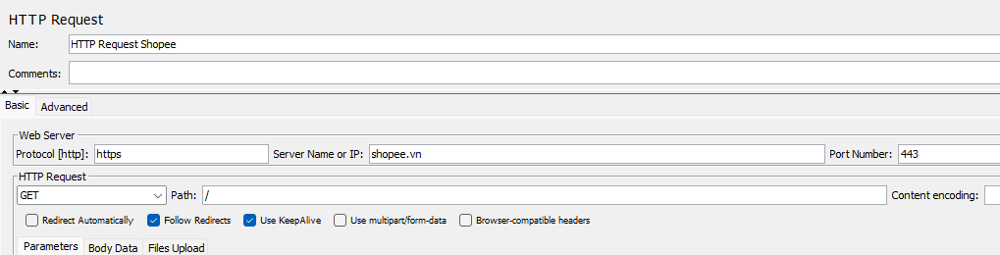 HTTP Request
Name: HTTP Request Shopee
Comments:
Basic Advanced
Web Server
Protocol [http]: https Server Name or IP: shopee.vn Port Number: 443
HTTP Request
GET Path: / Content encoding:
Redirect Automatically Follow Redirects Use KeepAlive Use multipart/form-data Browser-compatible headers
Parameters Body Data Files Upload